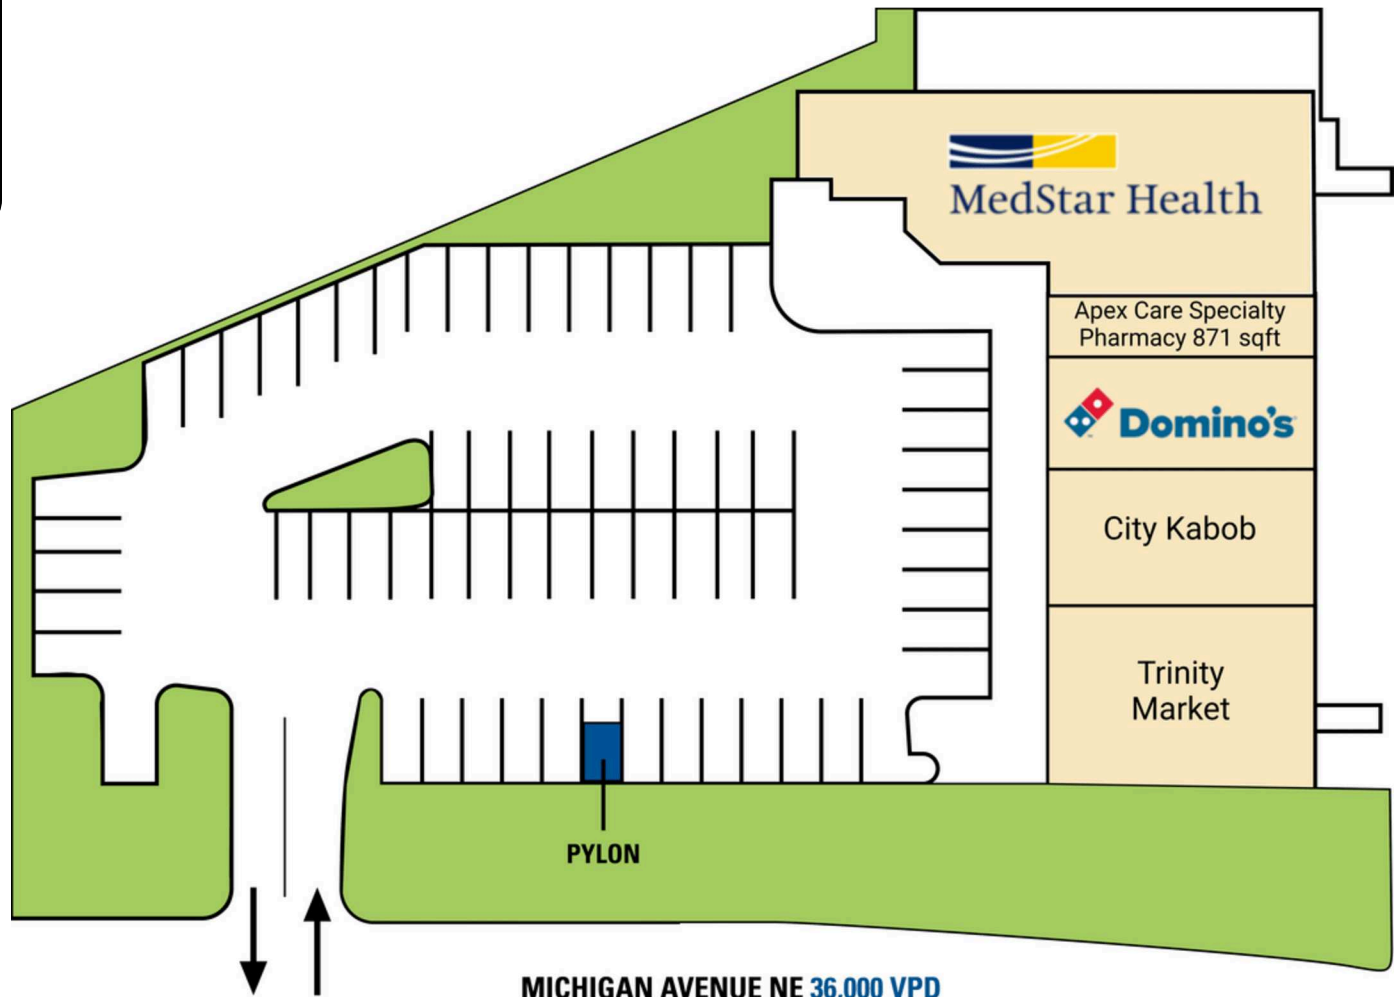 MedStar Health
Apex Care Specialty
Pharmacy 871 sqft
Domino's
City Kabob
Trinity
Market
PYLON
MICHIGAN AVENUE NE 36,000 VPD